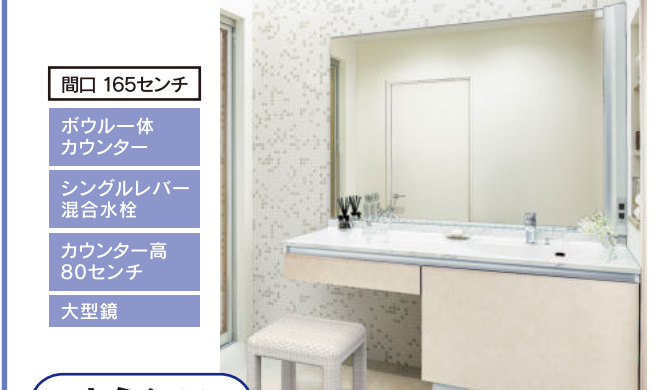 間口 165センチ
ボウル一体
カウンター
シングルレバー
混合水栓
カウンター高
80センチ
大型鏡